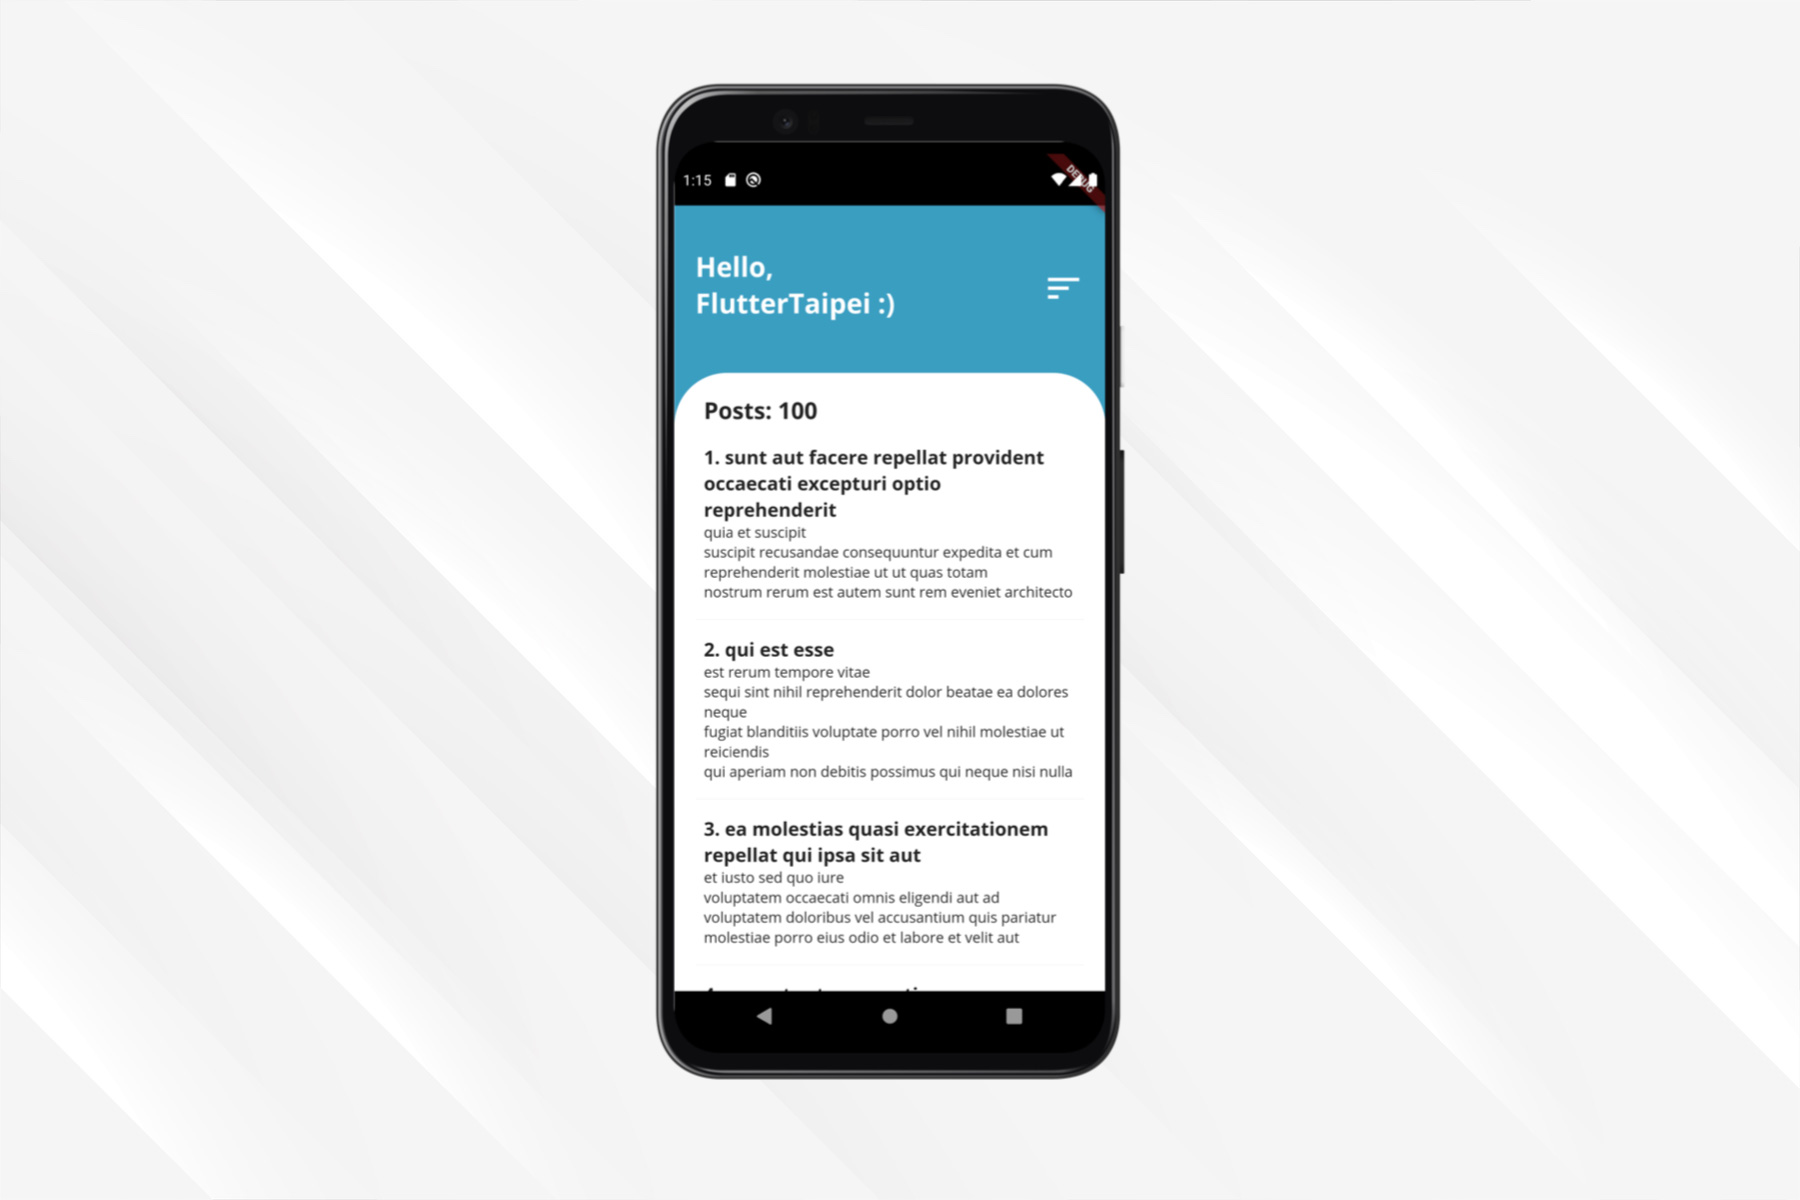 1:15
DEBUG
Hello,
FlutterTaipei :)
Posts: 100
1. sunt aut facere repellat provident
occaecati excepturi optio
reprehenderit
quia et suscipit
suscipit recusandae consequuntur expedita et cum
reprehenderit molestiae ut ut quas totam
nostrum rerum est autem sunt rem eveniet architecto
2. qui est esse
est rerum tempore vitae
sequi sint nihil reprehenderit dolor beatae ea dolores
neque
fugiat blanditiis voluptate porro vel nihil molestiae ut
reiciendis
qui aperiam non debitis possimus qui neque nisi nulla
3. ea molestias quasi exercitationem
repellat qui ipsa sit aut
et iusto sed quo iure
voluptatem occaecati omnis eligendi aut ad
voluptatem doloribus vel accusantium quis pariatur
molestiae porro eius odio et labore et velit aut